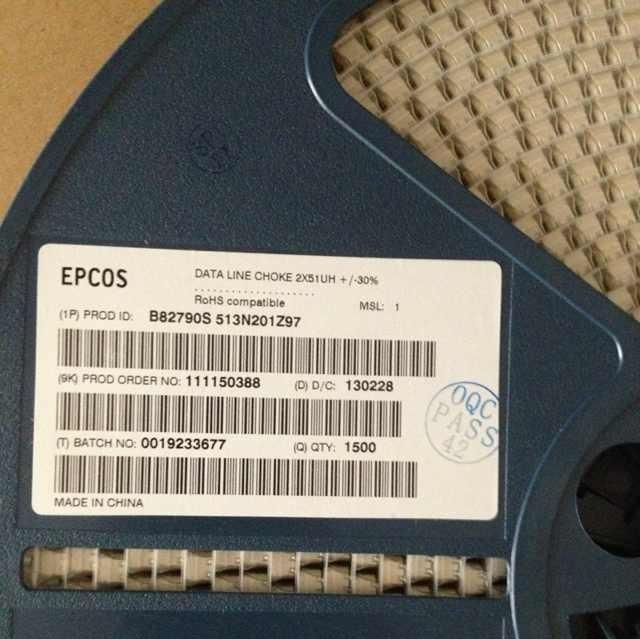 EPCOS
DATA LINE CHOKE 2X51UH +/-30%
RoHS compatible
MSL: 1
(1P) PROD ID: B82790S 513N201Z97
(9K) PROD ORDER NO: 111150388 (D) D/C: 130228
(T) BATCH NO: 0019233677 (Q) QTY: 1500
MADE IN CHINA
OQC
PASS
42